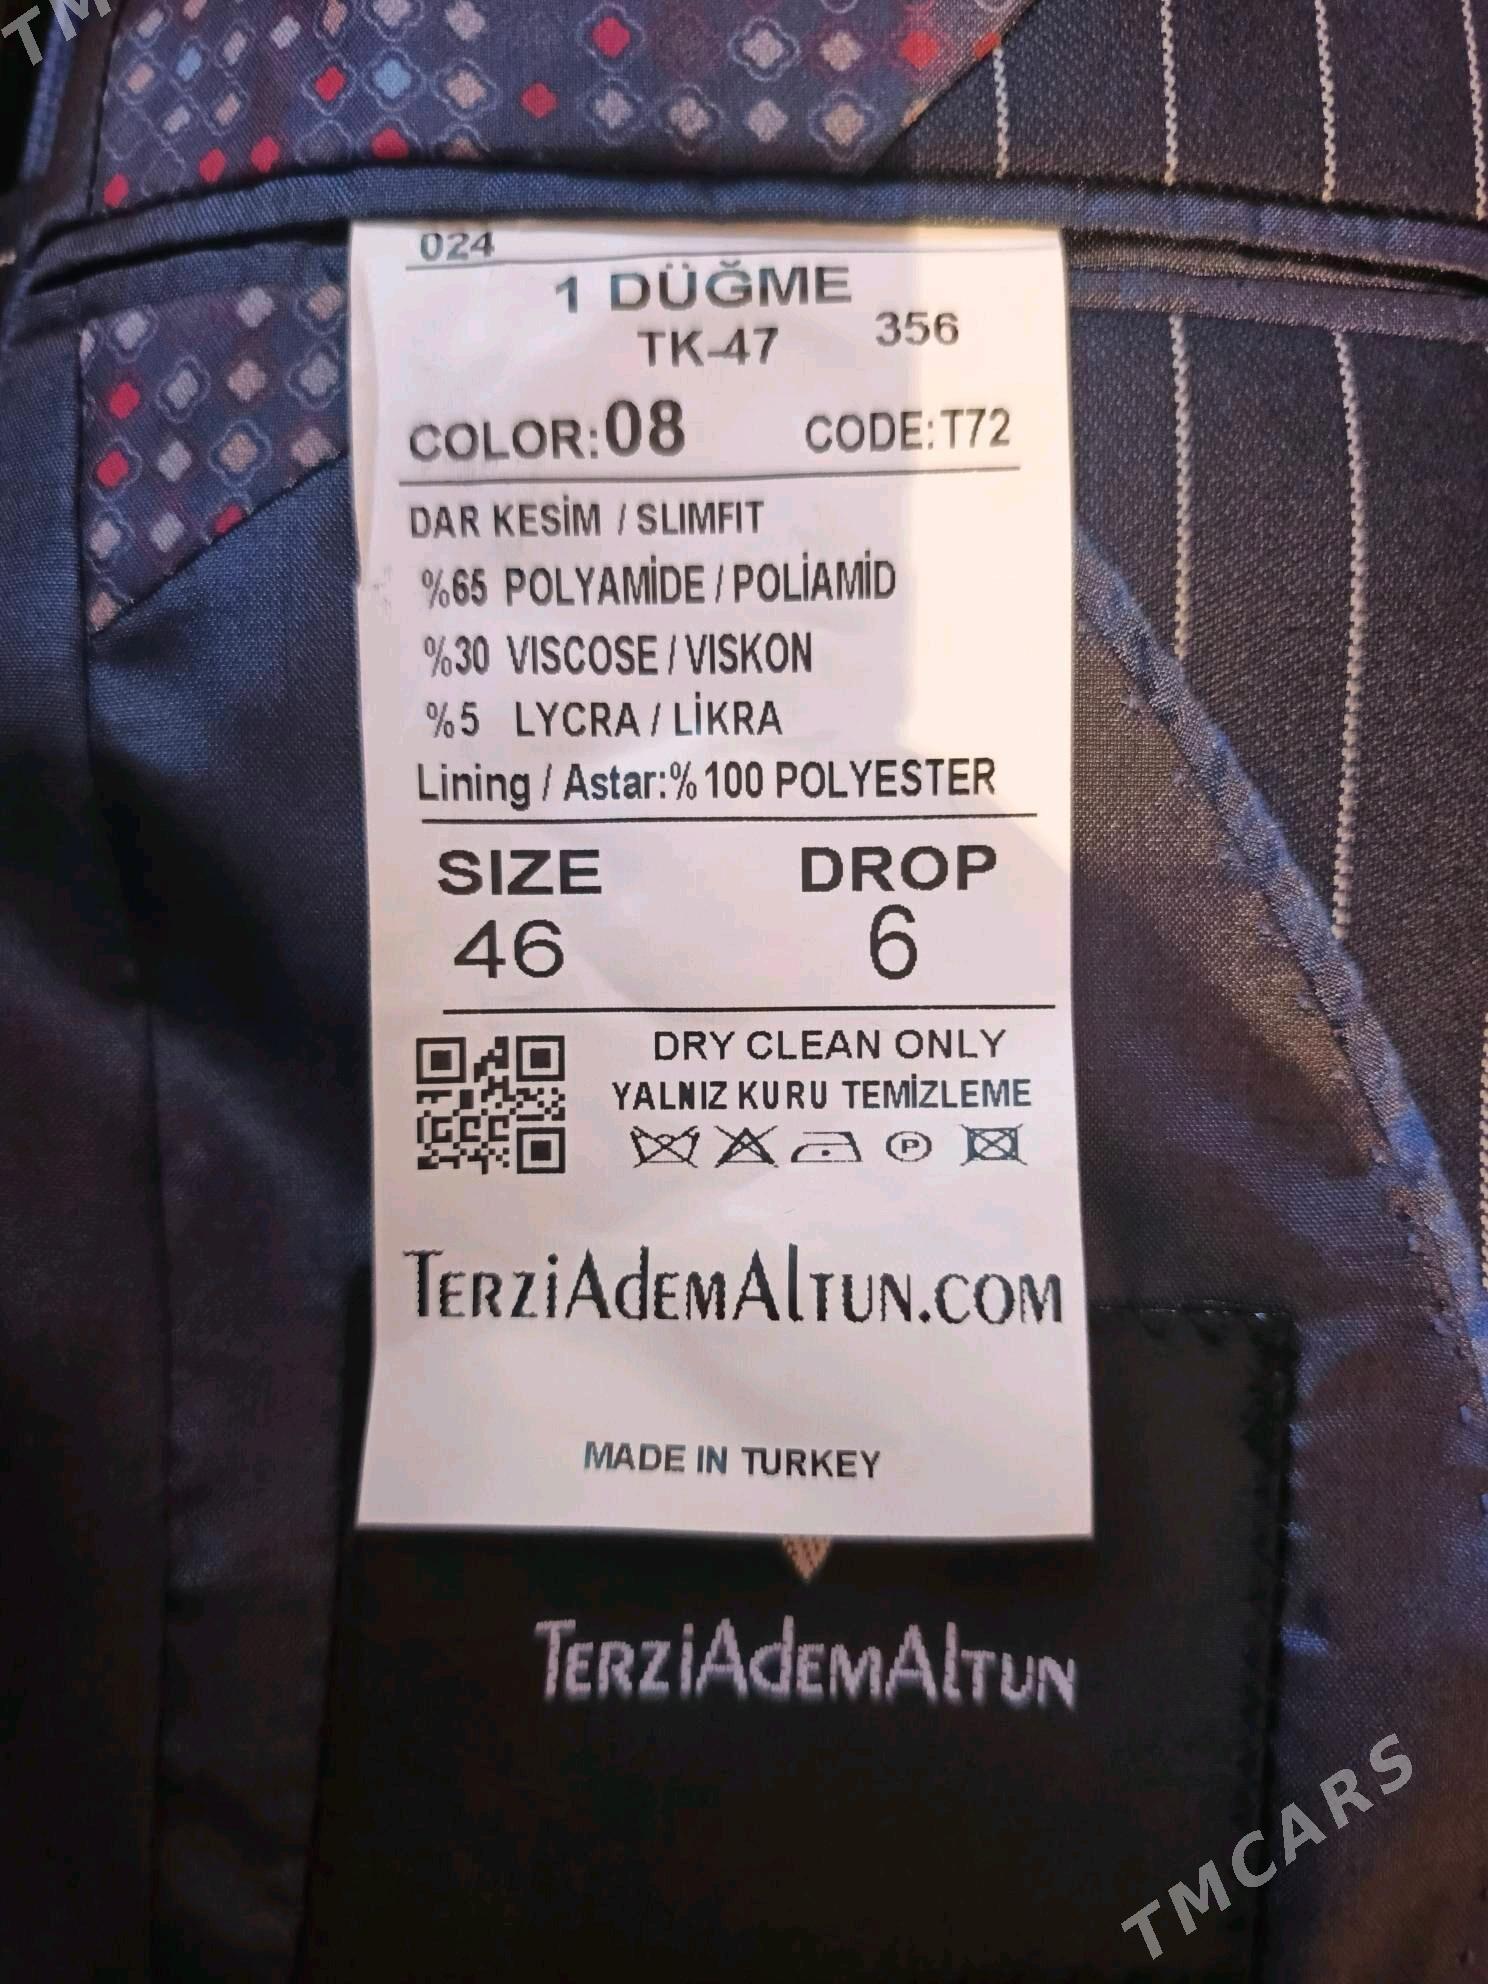 TM
024
1 DÜĞME
TK-47 356
COLOR:08 CODE:T72
DAR KESİM / SLIMFIT
%65 POLYAMİDE / POLİAMİD
%30 VISCOSE / VISKON
%5 LYCRA / LİKRA
Lining / Astar:% 100 POLYESTER
SIZE DROP
46 6
DRY CLEAN ONLY
YALNIZ KURU TEMİZLEME
P
TERZiAdEMAlTUN.COM
MADE IN TURKEY
TERZiAdEMAlTUN
TMCARS